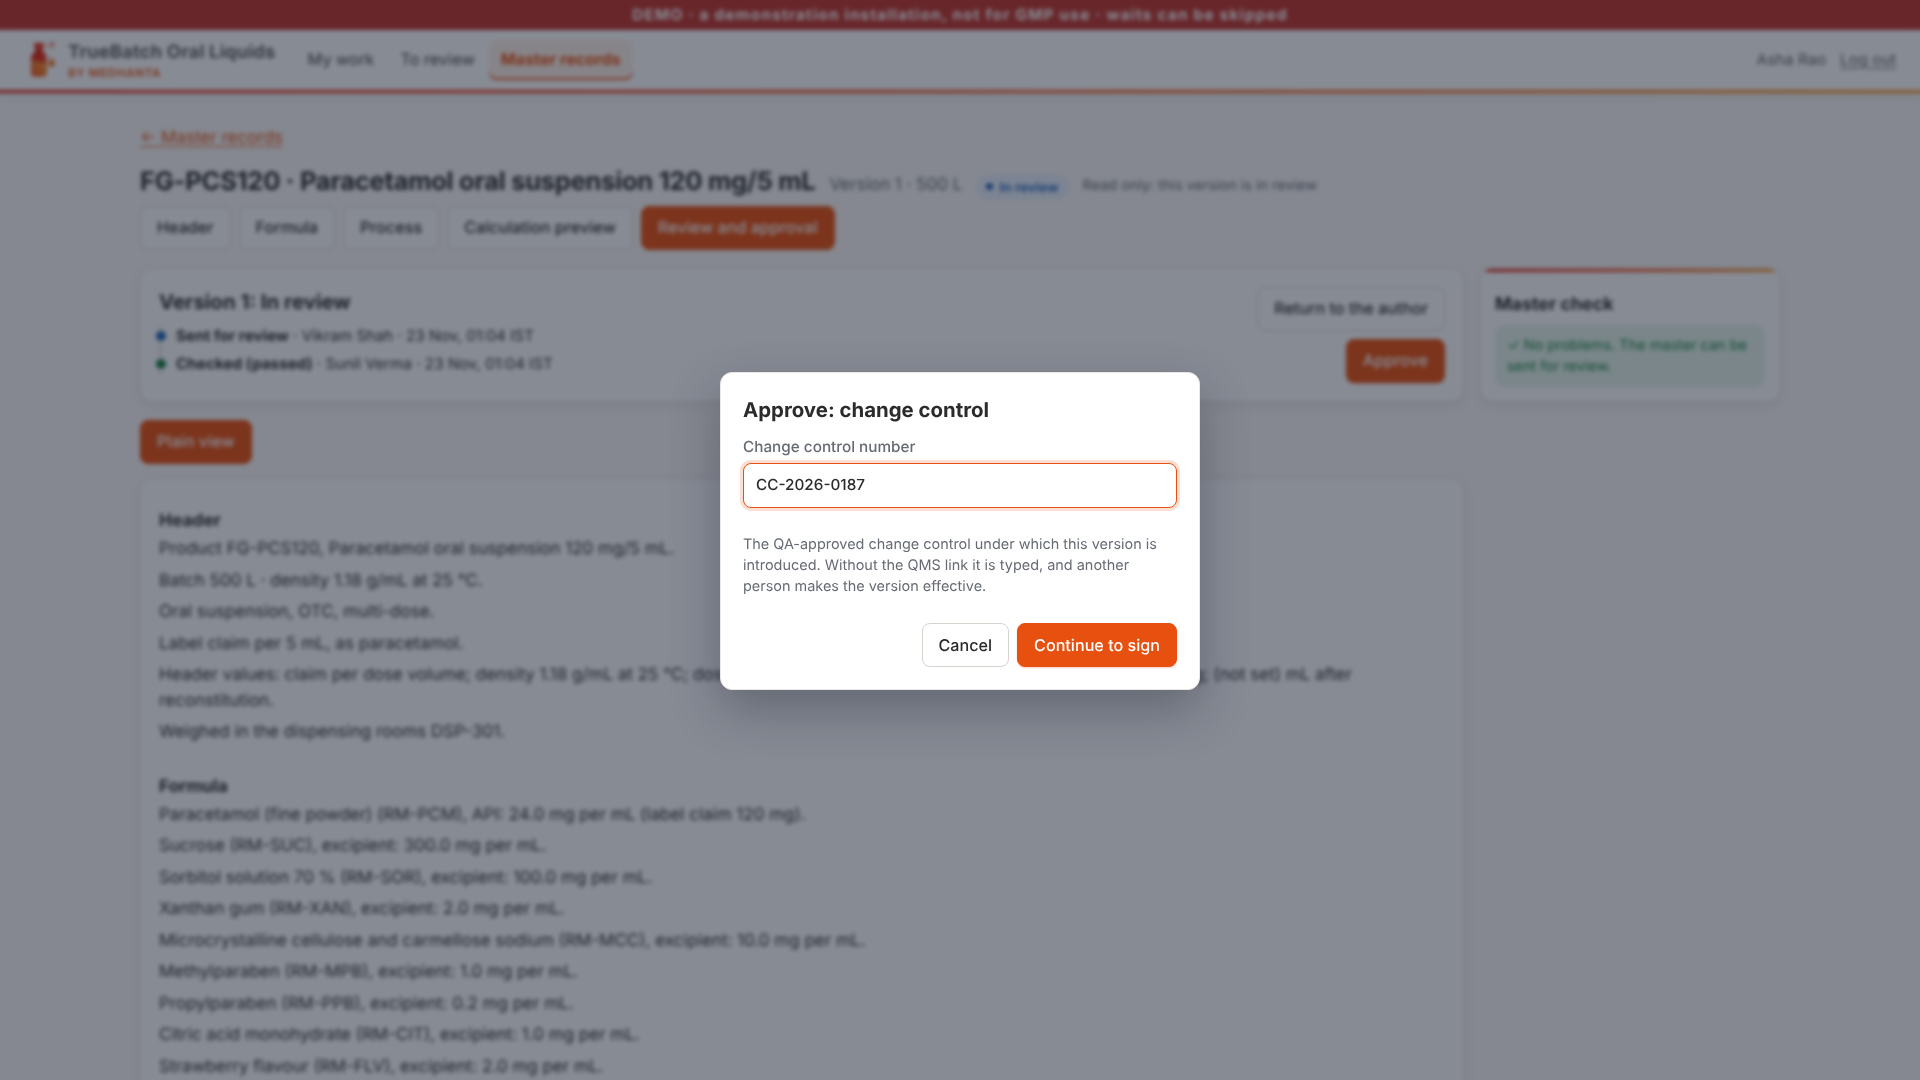 DEMO · a demonstration installation, not for GMP use · waits can be skipped
TrueBatch Oral Liquids
BY MEDHANTA
My work
To review
Master records
Asha Rao
Log out
← Master records
FG-PCS120 · Paracetamol oral suspension 120 mg/5 mL
Version 1 · 500 L
In review
Read only: this version is in review
Header
Formula
Process
Calculation preview
Review and approval
Version 1: In review
Sent for review · Vikram Shah · 23 Nov, 01:04 IST
Checked (passed) · Sunil Verma · 23 Nov, 01:04 IST
Return to the author
Approve
Master check
✓ No problems. The master can be
sent for review.
Plain view
Approve: change control
Change control number
CC-2026-0187
The QA-approved change control under which this version is
introduced. Without the QMS link it is typed, and another
person makes the version effective.
Cancel
Continue to sign
Header
Product FG-PCS120, Paracetamol oral suspension 120 mg/5 mL.
Batch 500 L · density 1.18 g/mL at 25 °C.
Oral suspension, OTC, multi-dose.
Label claim per 5 mL, as paracetamol.
Header values: claim per dose volume; density 1.18 g/mL at 25 °C; (not set) mL after
reconstitution.
Weighed in the dispensing rooms DSP-301.
Formula
Paracetamol (fine powder) (RM-PCM), API: 24.0 mg per mL (label claim 120 mg).
Sucrose (RM-SUC), excipient: 300.0 mg per mL.
Sorbitol solution 70 % (RM-SOR), excipient: 100.0 mg per mL.
Xanthan gum (RM-XAN), excipient: 2.0 mg per mL.
Microcrystalline cellulose and carmellose sodium (RM-MCC), excipient: 10.0 mg per mL.
Methylparaben (RM-MPB), excipient: 1.0 mg per mL.
Propylparaben (RM-PPB), excipient: 0.2 mg per mL.
Citric acid monohydrate (RM-CIT), excipient: 1.0 mg per mL.
Strawberry flavour (RM-FLV), excipient: 2.0 mg per mL.